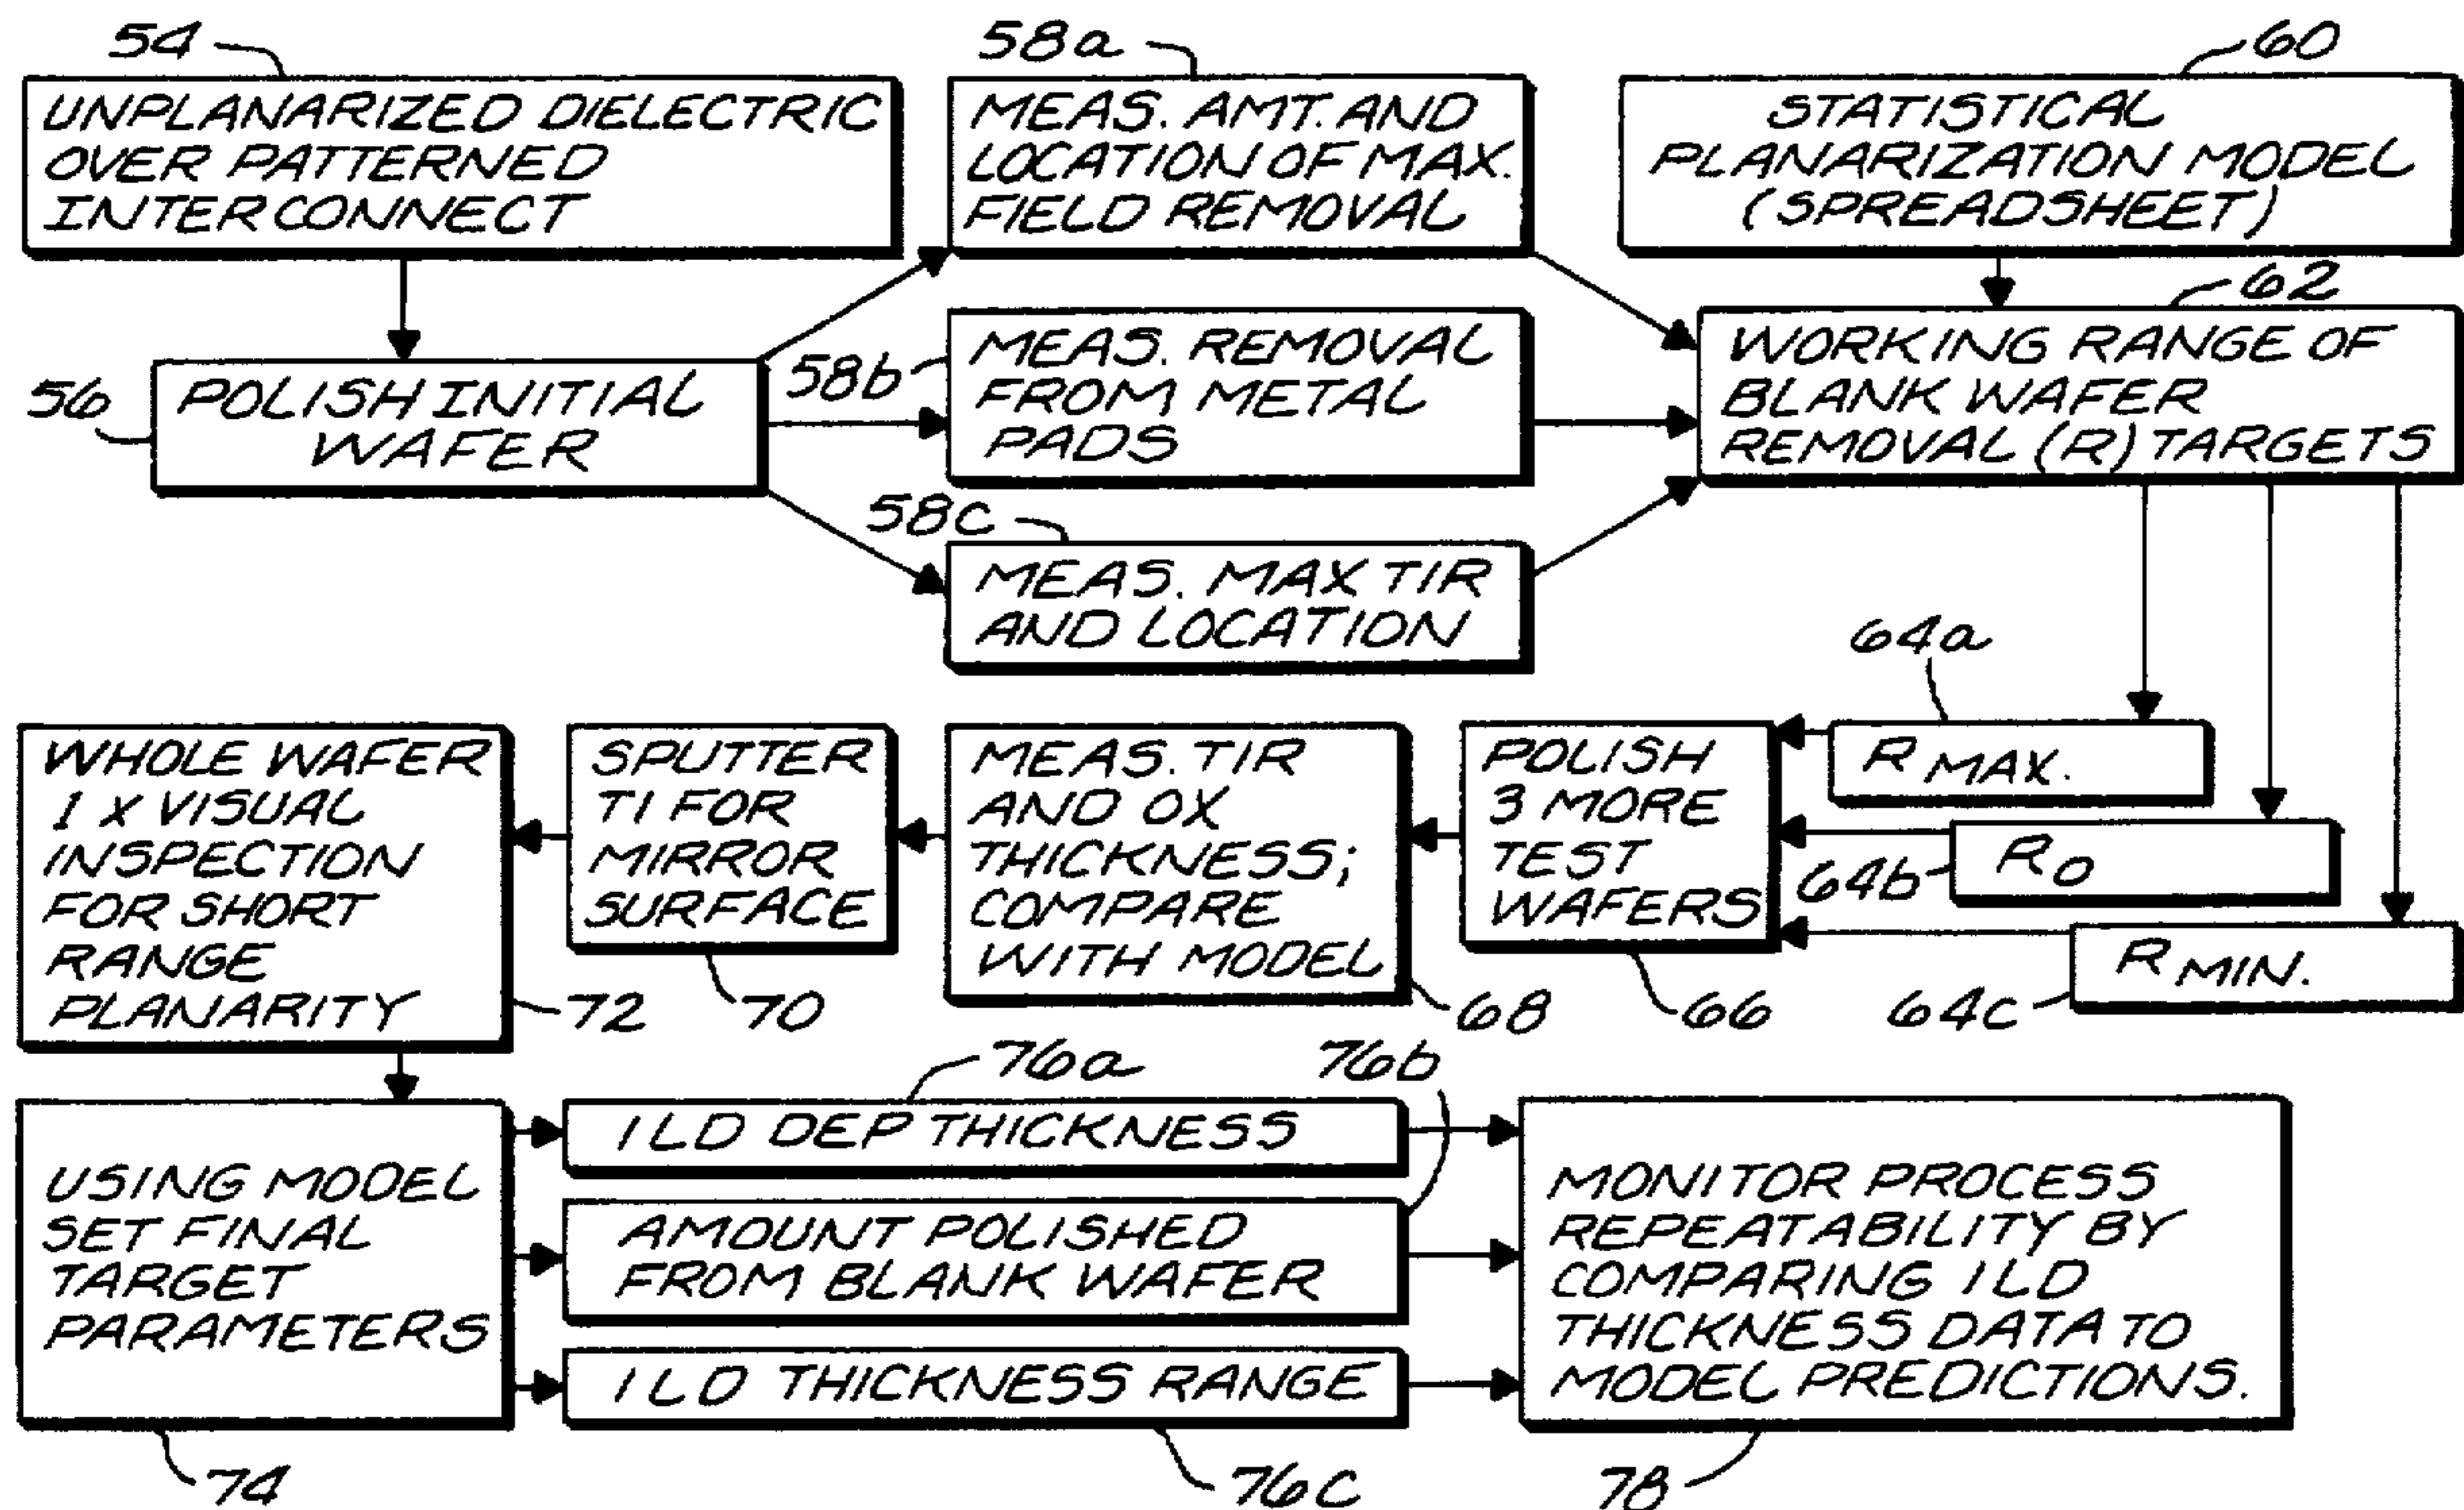 54
UNPLANARIZED DIELECTRIC
OVER PATTERNED
INTERCONNECT
58a
MEAS. AMT. AND
LOCATION OF MAX.
FIELD REMOVAL
60
STATISTICAL
PLANARIZATION MODEL
(SPREADSHEET)
56
POLISH INITIAL
WAFER
58b
MEAS. REMOVAL
FROM METAL
PADS
62
WORKING RANGE OF
BLANK WAFER
REMOVAL (R) TARGETS
58c
MEAS. MAX TIR
AND LOCATION
64a
R MAX.
64b
R0
64c
R MIN.
POLISH
3 MORE
TEST
WAFERS
66
MEAS. TIR
AND OX
THICKNESS;
COMPARE
WITH MODEL
68
SPUTTER
TI FOR
MIRROR
SURFACE
70
WHOLE WAFER
1 X VISUAL
INSPECTION
FOR SHORT
RANGE
PLANARITY
72
USING MODEL
SET FINAL
TARGET
PARAMETERS
74
76a
ILD DEP THICKNESS
76b
AMOUNT POLISHED
FROM BLANK WAFER
ILD THICKNESS RANGE
76c
MONITOR PROCESS
REPEATABILITY BY
COMPARING ILD
THICKNESS DATA TO
MODEL PREDICTIONS.
78